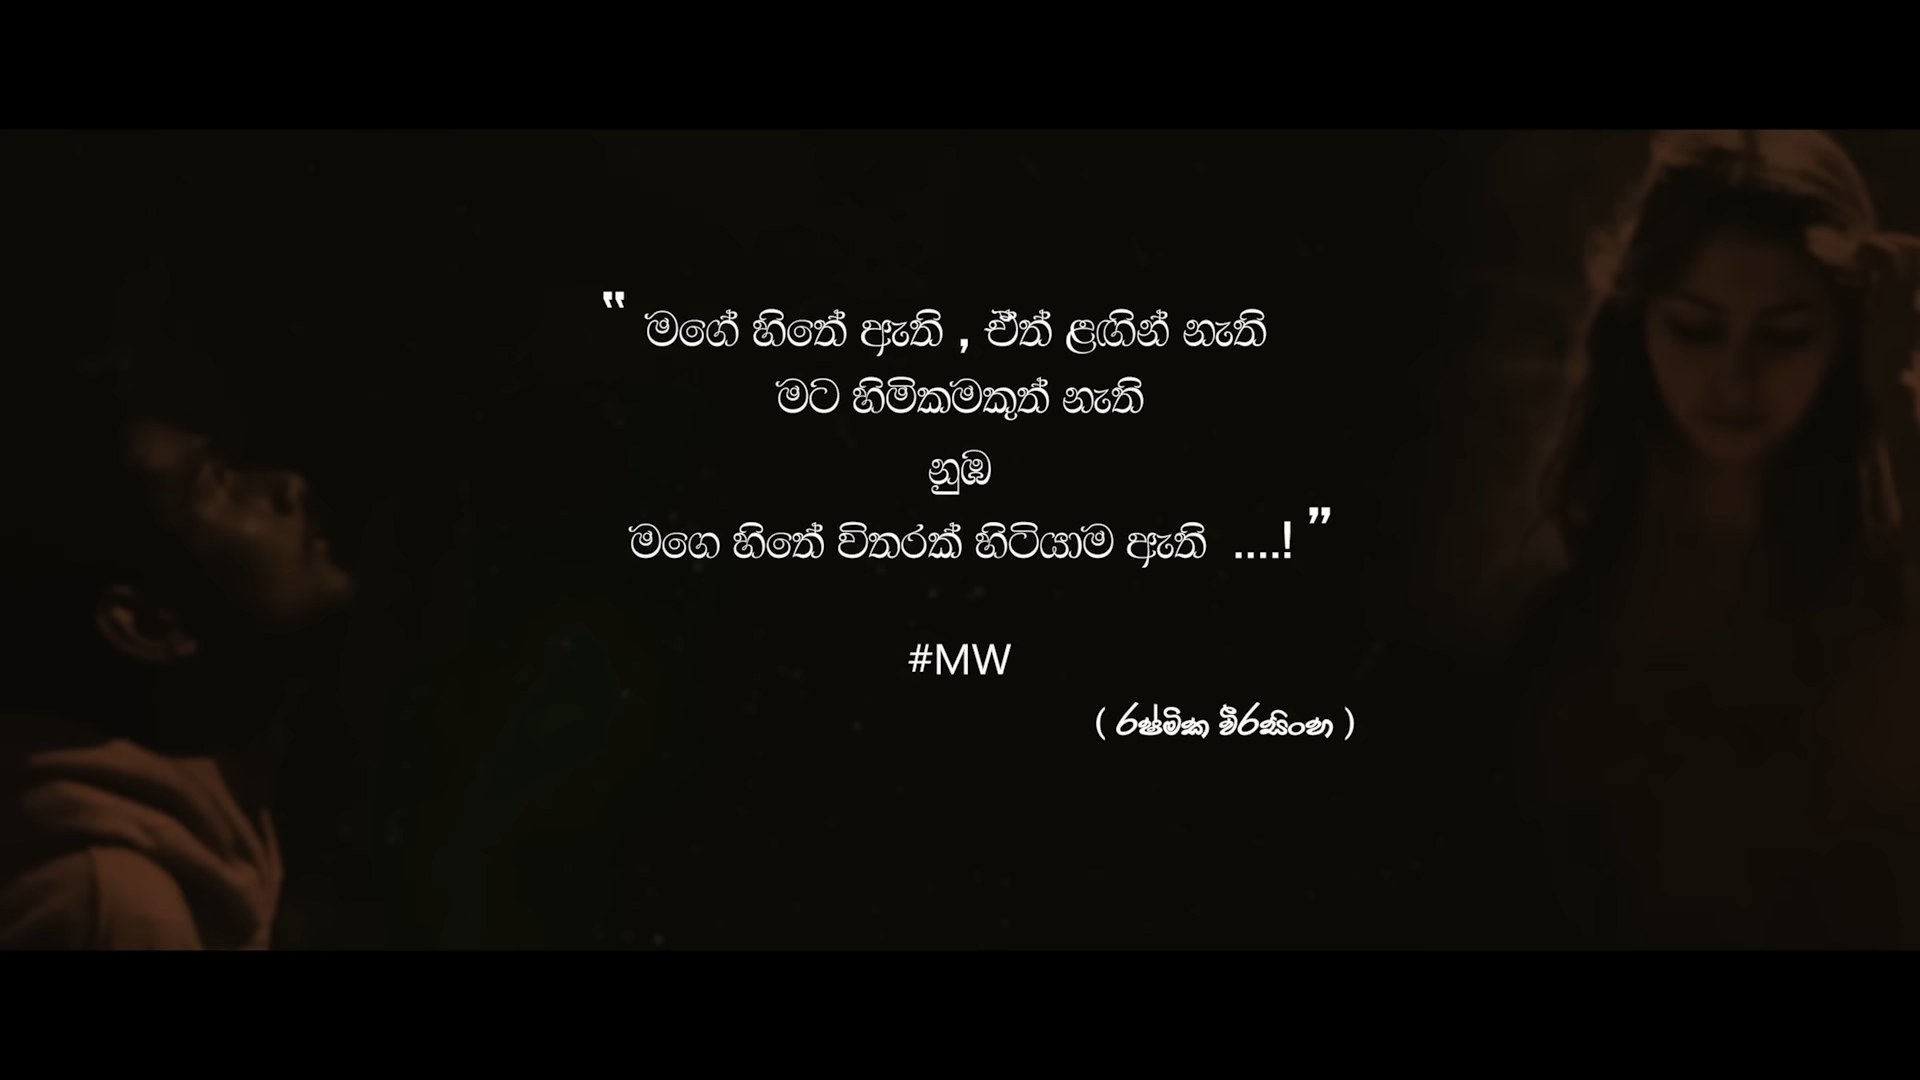 “ මගේ හිතේ ඇති , ඒත් ළඟින් නැති
මට හිමිකමකුත් නැති
නුඹ
මගෙ හිතේ විතරක් හිටියාම ඇති ....! ”
#MW
( රෂ්මික වීරසිංහ )